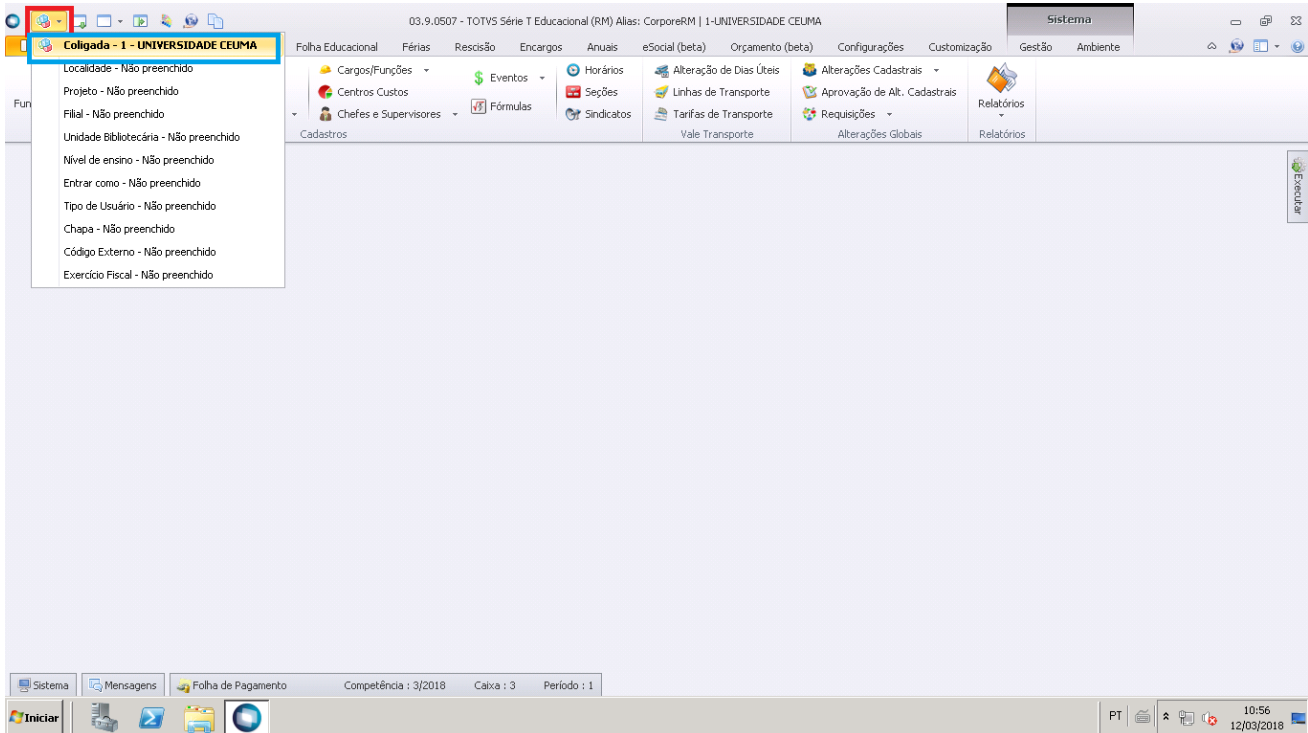 03.9.0507 - TOTVS Série T Educacional (RM) Alias: CorporeRM | 1-UNIVERSIDADE CEUMA
Sistema
Coligada - 1 - UNIVERSIDADE CEUMA
Folha Educacional Férias Rescisão Encargos Anuais eSocial (beta) Orçamento (beta) Configurações Customização Gestão Ambiente
Localidade - Não preenchido
Projeto - Não preenchido
Filial - Não preenchido
Unidade Bibliotecária - Não preenchido
Nível de ensino - Não preenchido
Entrar como - Não preenchido
Tipo de Usuário - Não preenchido
Chapa - Não preenchido
Código Externo - Não preenchido
Exercício Fiscal - Não preenchido
Fun
Cargos/Funções
Centros Custos
Chefes e Supervisores
Eventos
Fórmulas
Horários
Seções
Sindicatos
Cadastros
Alteração de Dias Úteis
Linhas de Transporte
Tarifas de Transporte
Vale Transporte
Alterações Cadastrais
Aprovação de Alt. Cadastrais
Requisições
Alterações Globais
Relatórios
Relatórios
Executar
Sistema Mensagens Folha de Pagamento Competência : 3/2018 Caixa : 3 Período : 1
Iniciar
PT
10:56
12/03/2018